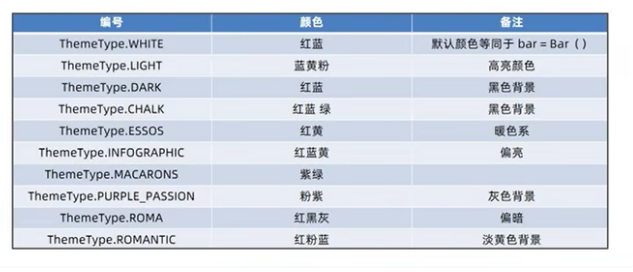 编号 颜色 备注
ThemeType.WHITE 红蓝 默认颜色等同于 bar = Bar（）
ThemeType.LIGHT 蓝黄粉 高亮颜色
ThemeType.DARK 红蓝 黑色背景
ThemeType.CHALK 红蓝 绿 黑色背景
ThemeType.ESSOS 红黄 暖色系
ThemeType.INFOGRAPHIC 红蓝黄 偏亮
ThemeType.MACARONS 紫绿
ThemeType.PURPLE_PASSION 粉紫 灰色背景
ThemeType.ROMA 红黑灰 偏暗
ThemeType.ROMANTIC 红粉蓝 淡黄色背景